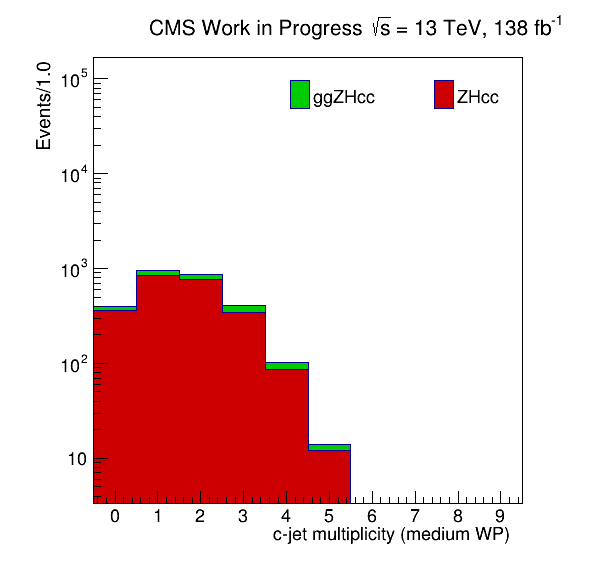 CMS Work in Progress √s = 13 TeV, 138 fb⁻¹
Events/1.0
ggZHcc ZHcc
10⁵
10⁴
10³
10²
10
0 1 2 3 4 5 6 7 8 9
c-jet multiplicity (medium WP)